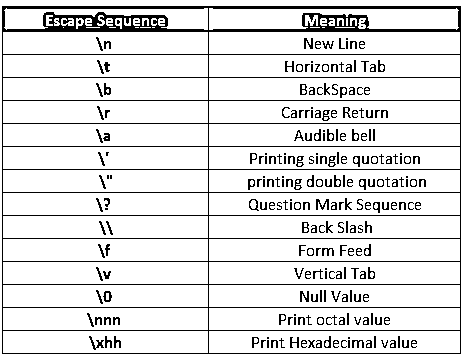 Escape Sequence Meaning
\n New Line
\t Horizontal Tab
\b BackSpace
\r Carriage Return
\a Audible bell
\' Printing single quotation
\" printing double quotation
\? Question Mark Sequence
\\ Back Slash
\f Form Feed
\v Vertical Tab
\0 Null Value
\nnn Print octal value
\xhh Print Hexadecimal value